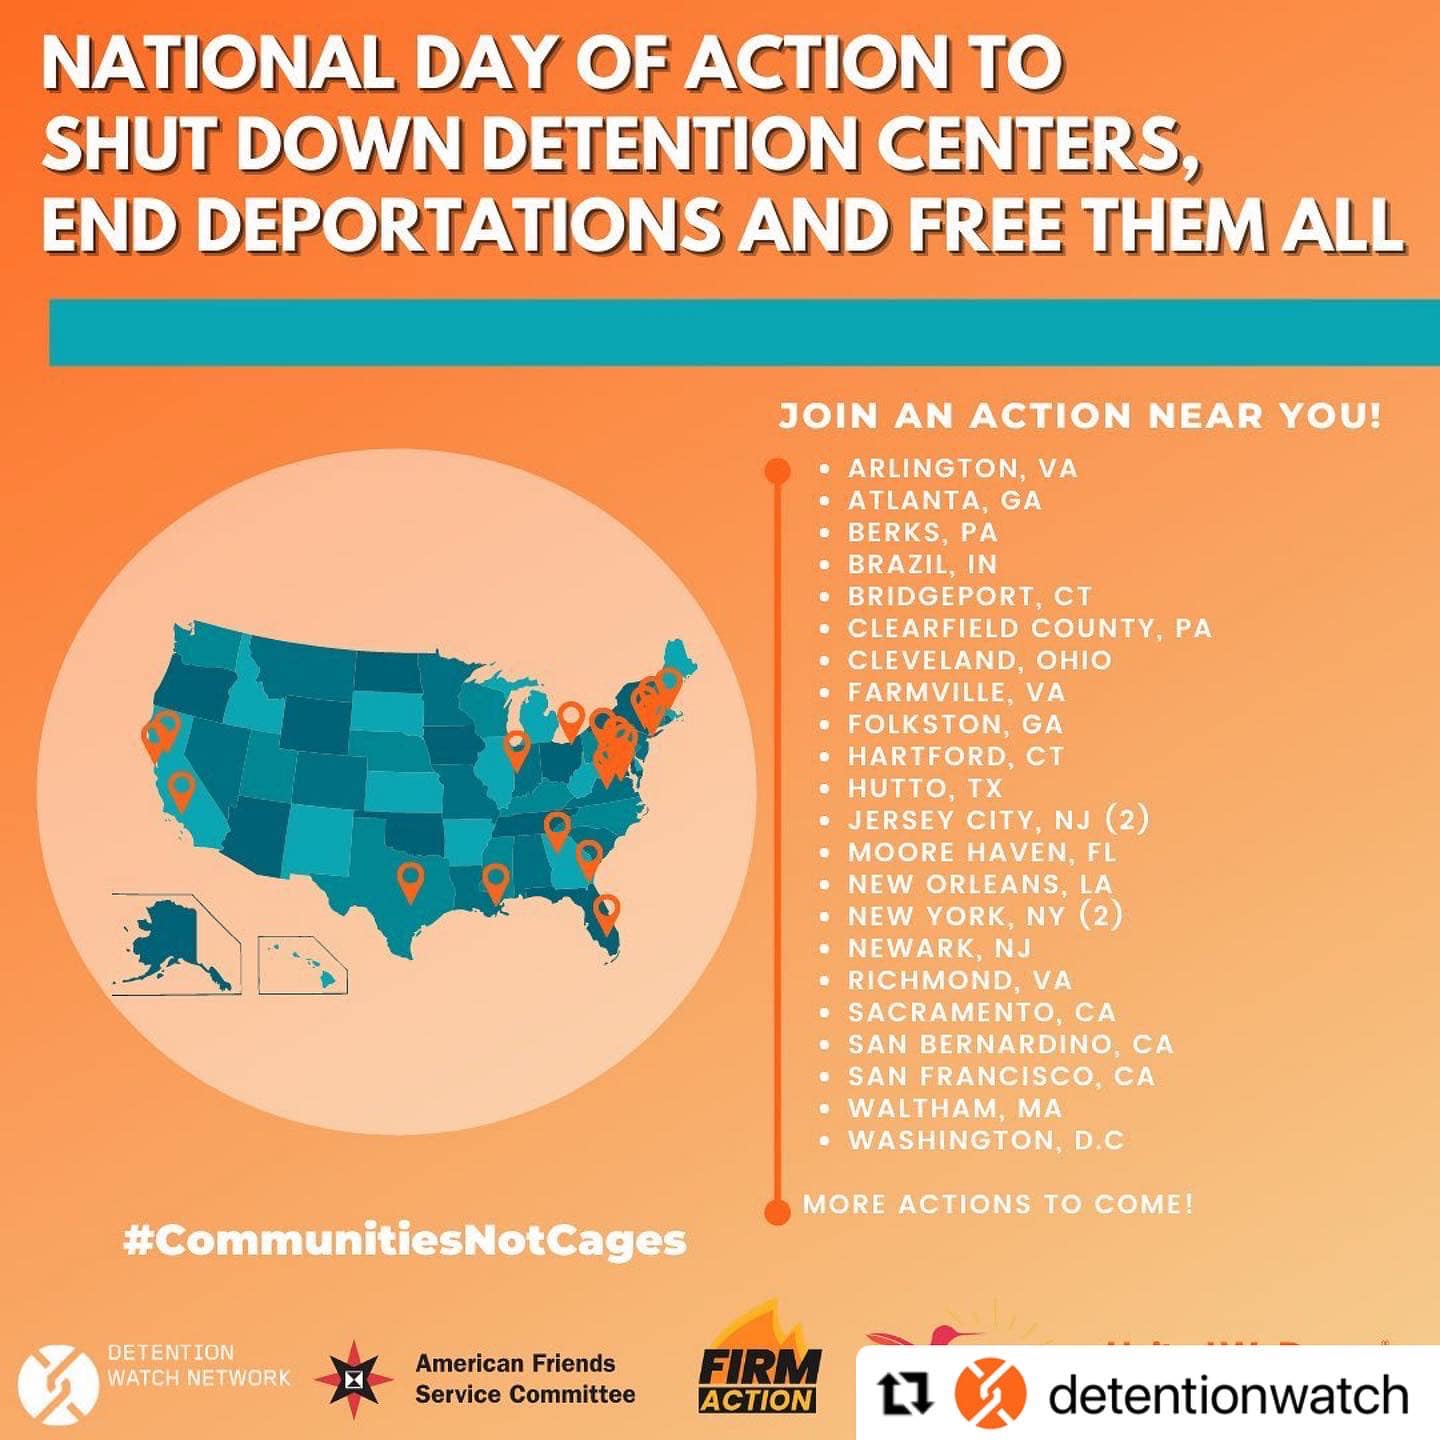 NATIONAL DAY OF ACTION TO
SHUT DOWN DETENTION CENTERS,
END DEPORTATIONS AND FREE THEM ALL
JOIN AN ACTION NEAR YOU!
• ARLINGTON, VA
• ATLANTA, GA
• BERKS, PA
• BRAZIL, IN
• BRIDGEPORT, CT
• CLEARFIELD COUNTY, PA
• CLEVELAND, OHIO
• FARMVILLE, VA
• FOLKSTON, GA
• HARTFORD, CT
• HUTTO, TX
• JERSEY CITY, NJ (2)
• MOORE HAVEN, FL
• NEW ORLEANS, LA
• NEW YORK, NY (2)
• NEWARK, NJ
• RICHMOND, VA
• SACRAMENTO, CA
• SAN BERNARDINO, CA
• SAN FRANCISCO, CA
• WALTHAM, MA
• WASHINGTON, D.C
MORE ACTIONS TO COME!
#CommunitiesNotCages
DETENTION
WATCH NETWORK
American Friends
Service Committee
FIRM
ACTION
detentionwatch